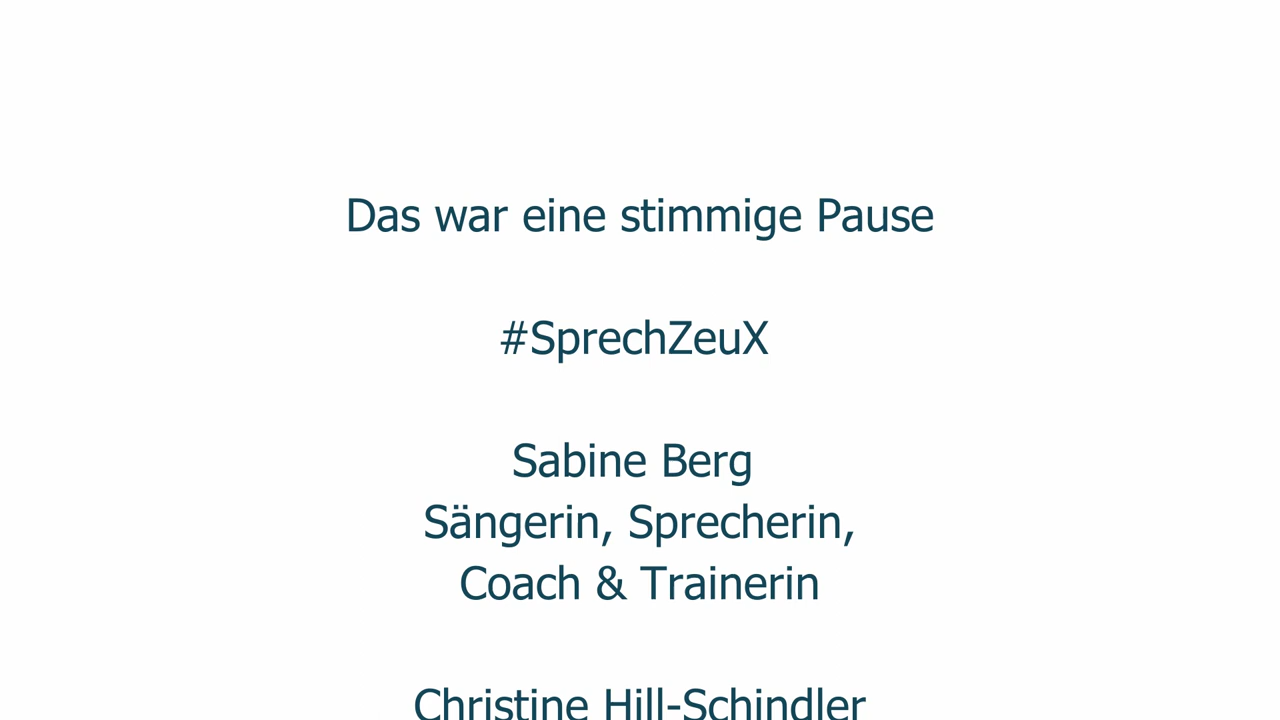 Das war eine stimmige Pause
#SprechZeuX
Sabine Berg
Sängerin, Sprecherin,
Coach & Trainerin
Christine Hill-Schindler